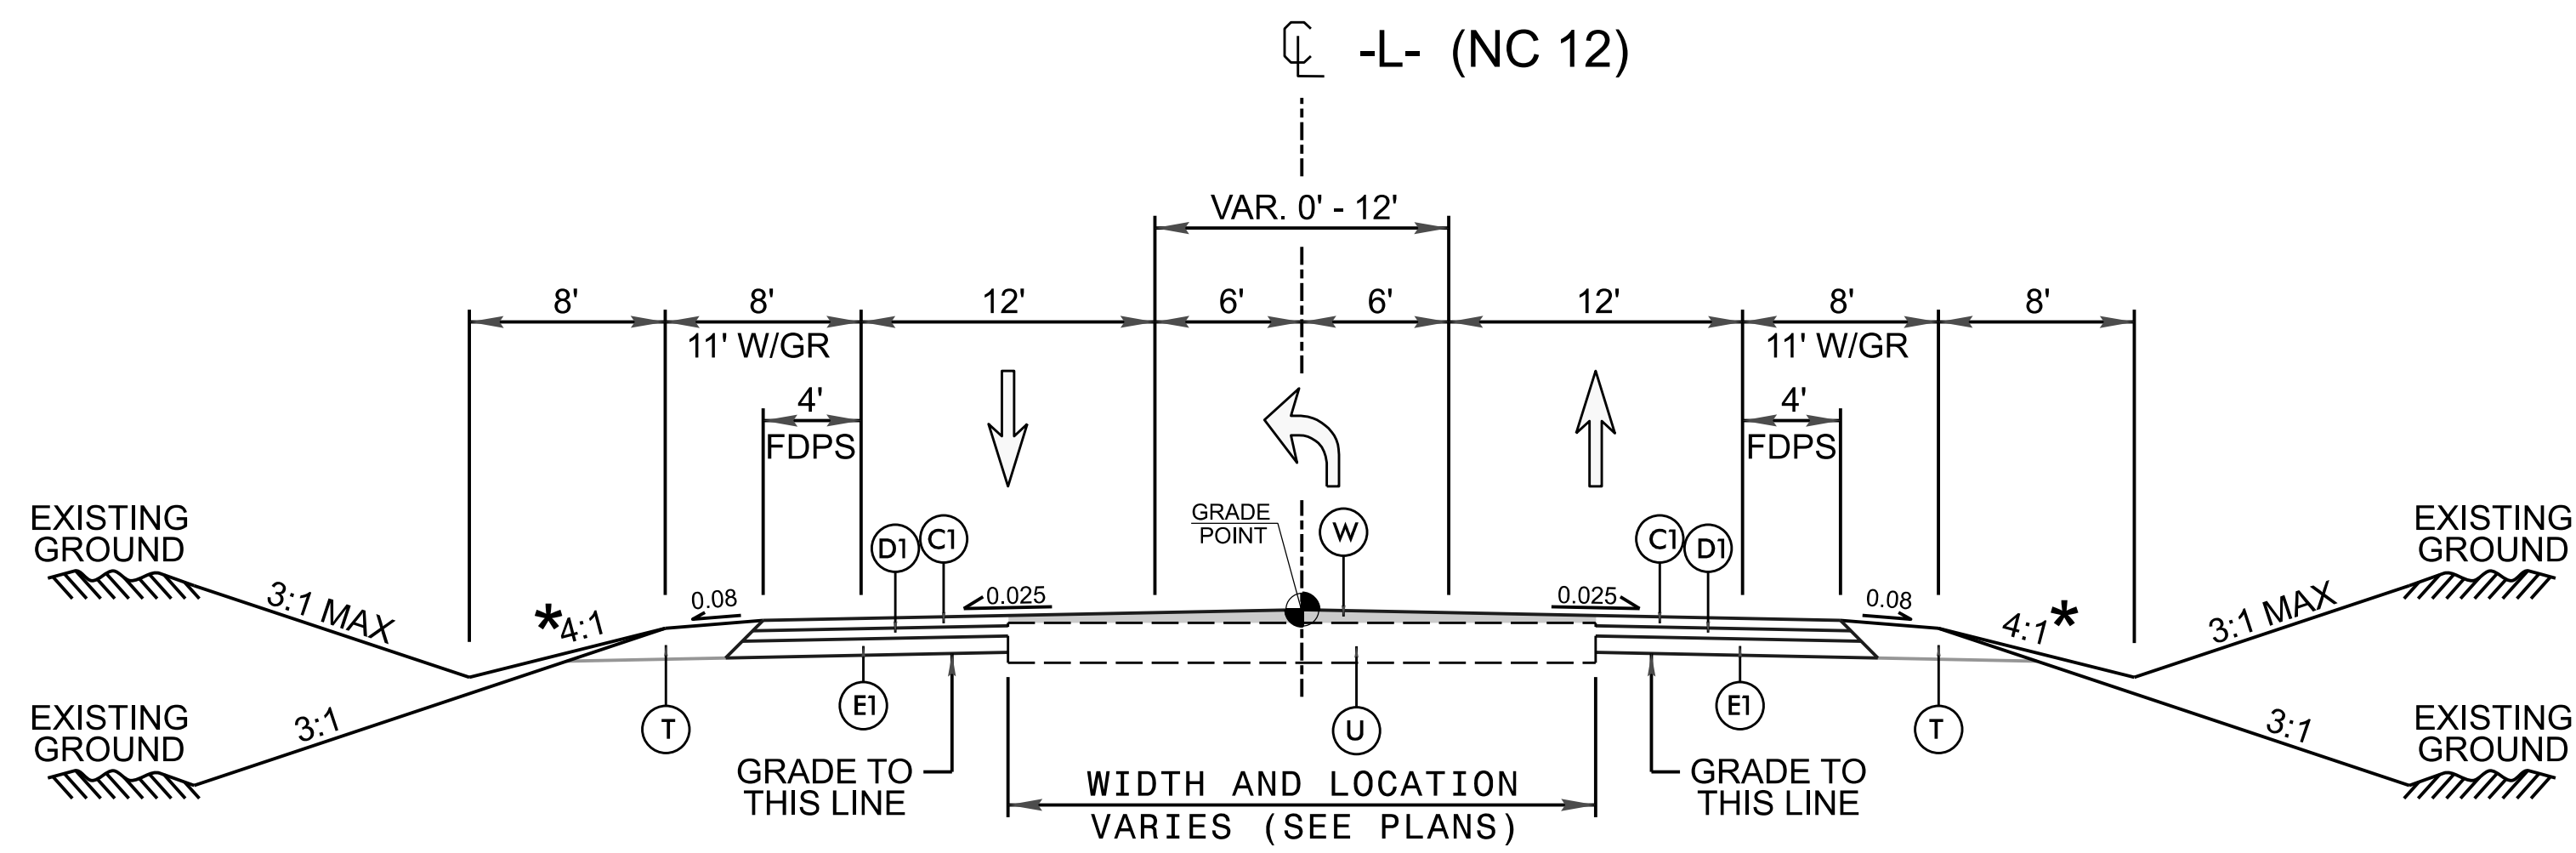 CL -L- (NC 12)
VAR. 0' - 12'
8' 8' 12' 6' 6' 12' 8' 8'
11' W/GR 11' W/GR
4' 4'
FDPS FDPS
EXISTING GROUND
EXISTING GROUND
GRADE POINT
D1 C1 W C1 D1
3:1 MAX *4:1 0.08 0.025 0.025 0.08 4:1* 3:1 MAX
EXISTING GROUND
EXISTING GROUND
3:1 T E1 U E1 T 3:1
GRADE TO
THIS LINE
WIDTH AND LOCATION
VARIES (SEE PLANS)
GRADE TO
THIS LINE